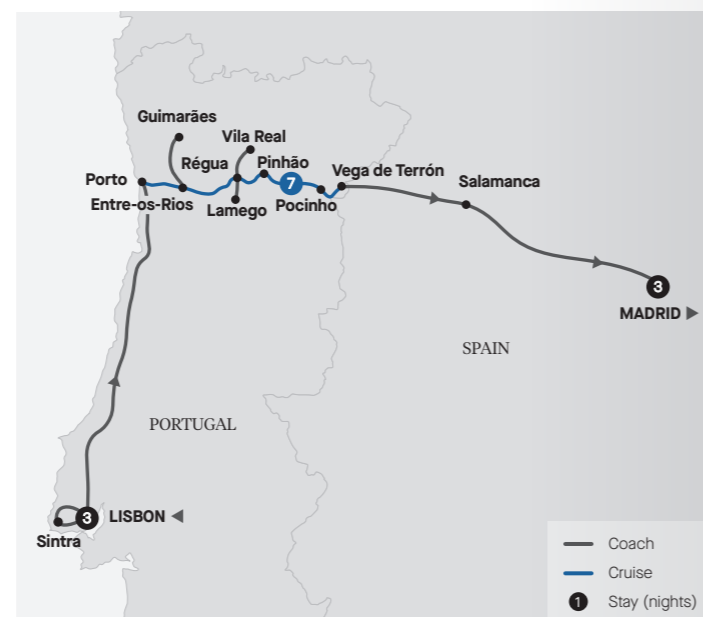 Guimarães
Vila Real
Régua
Pinhão
Porto
7
Vega de Terrón
Salamanca
Entre-os-Rios
Lamego
Pocinho
3
MADRID
SPAIN
PORTUGAL
3 LISBON
Sintra
Coach
Cruise
1 Stay (nights)